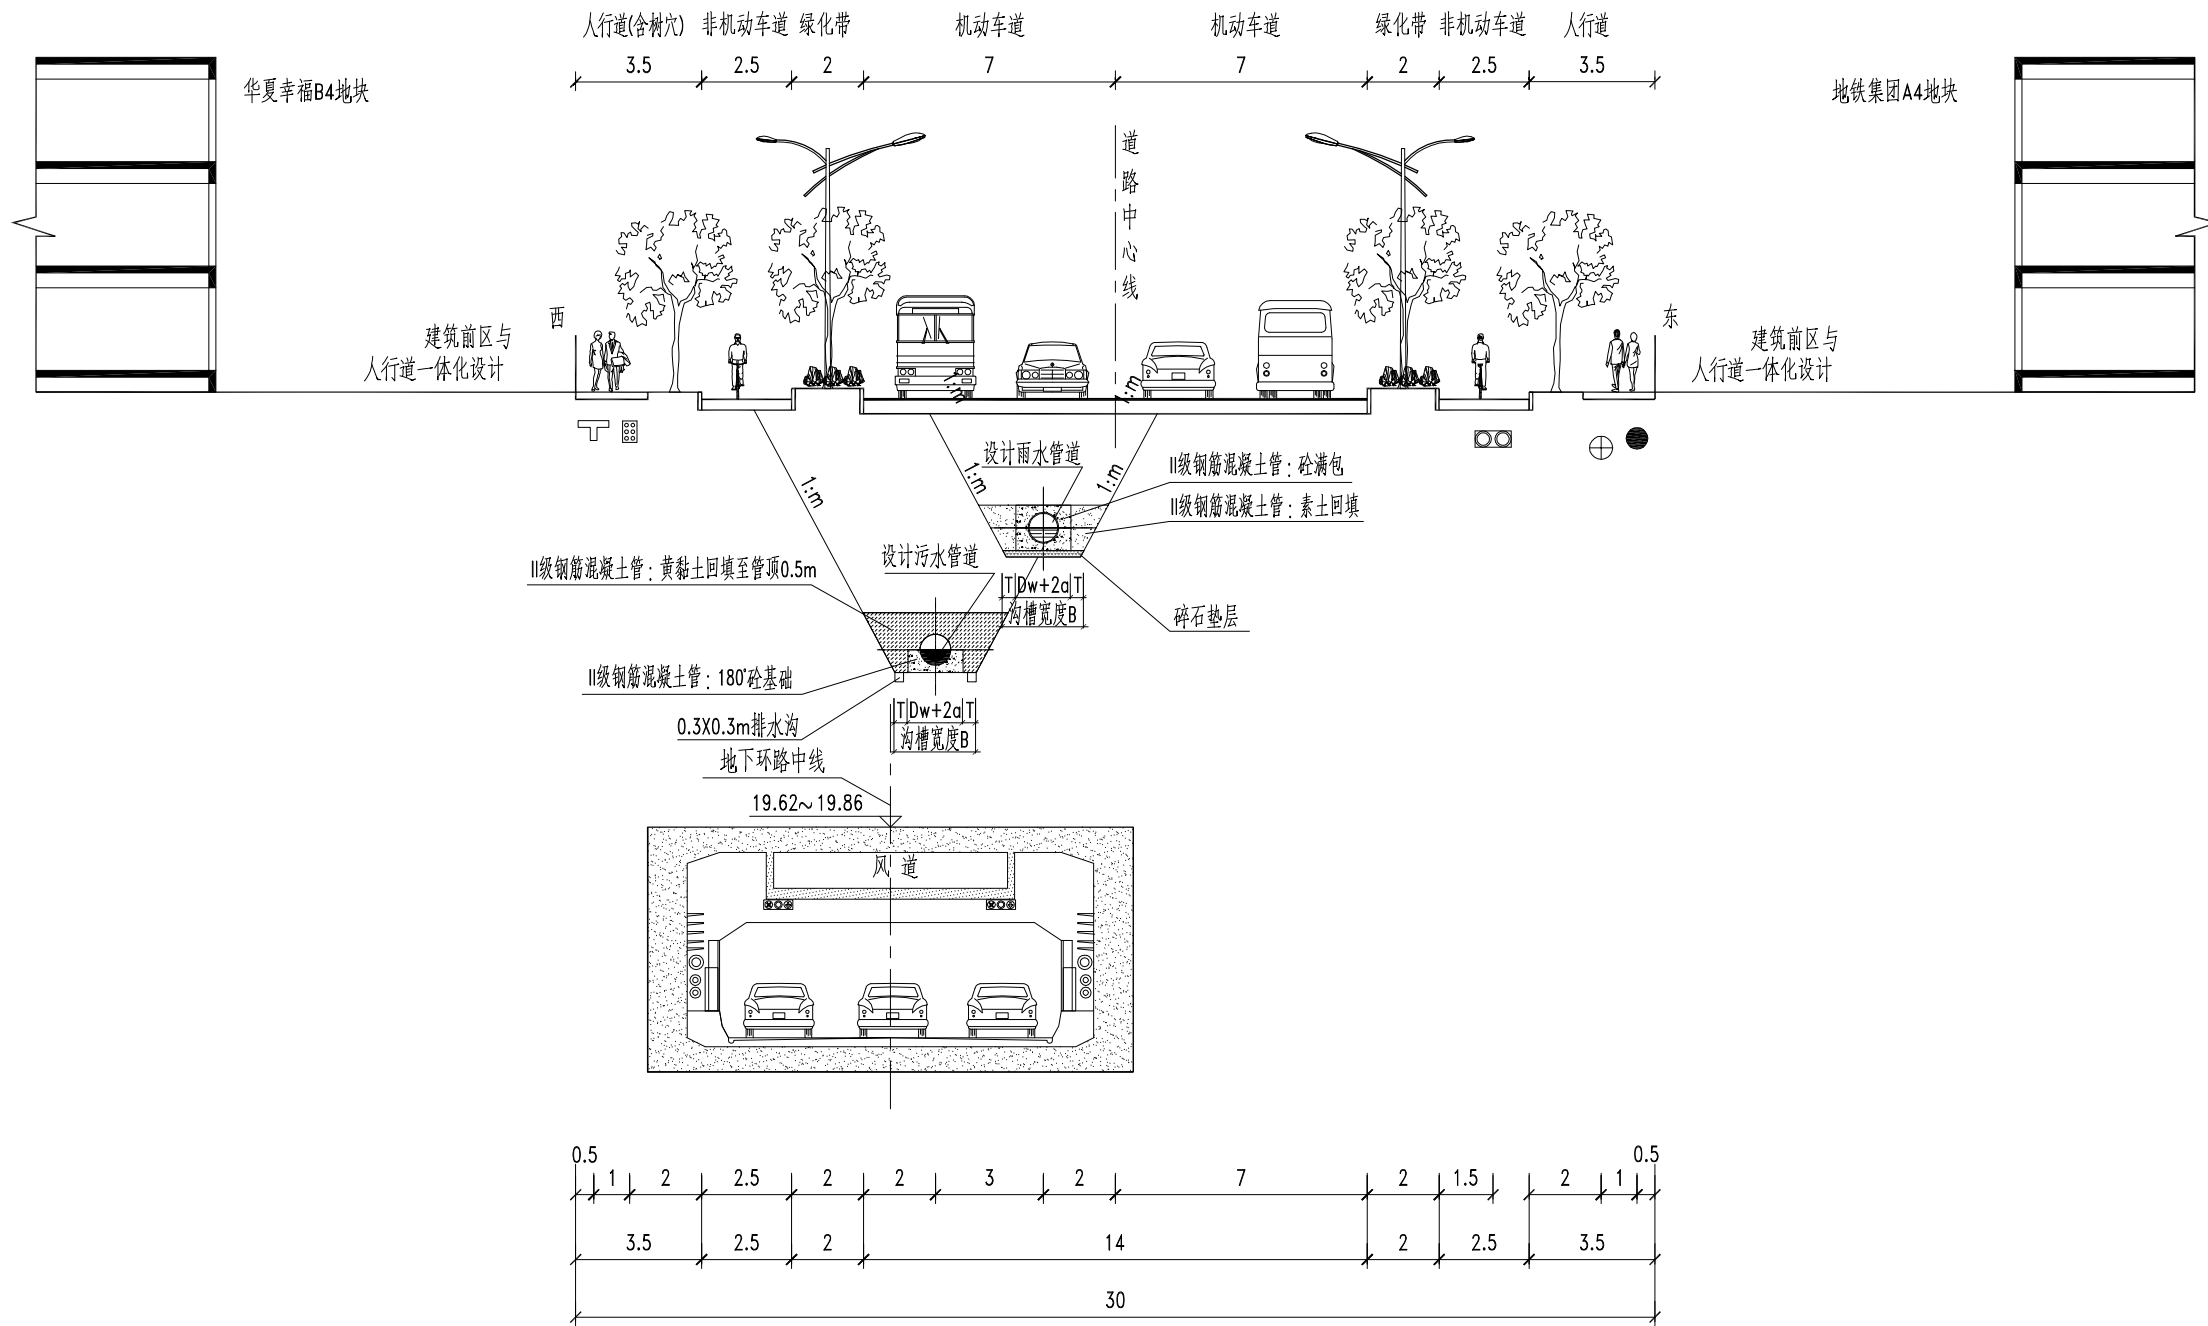 人行道(含树穴) 非机动车道 绿化带 机动车道 机动车道 绿化带 非机动车道 人行道
3.5 2.5 2 7 7 2 2.5 3.5
华夏幸福B4地块
地铁集团A4地块
道路中心线
西
东
建筑前区与
人行道一体化设计
建筑前区与
人行道一体化设计
1:m
1:m
设计雨水管道
1:m
1:m
1:m
II级钢筋混凝土管：砼满包
II级钢筋混凝土管：素土回填
设计污水管道
II级钢筋混凝土管：黄黏土回填至管顶0.5m
T Dw+2a T
沟槽宽度B
碎石垫层
II级钢筋混凝土管：180°砼基础
T Dw+2a T
0.3X0.3m排水沟
沟槽宽度B
地下环路中线
19.62～19.86
风道
0.5 1 2 2.5 2 2 3 2 7 2 1.5 2 1 0.5
3.5 2.5 2 14 2 2.5 3.5
30